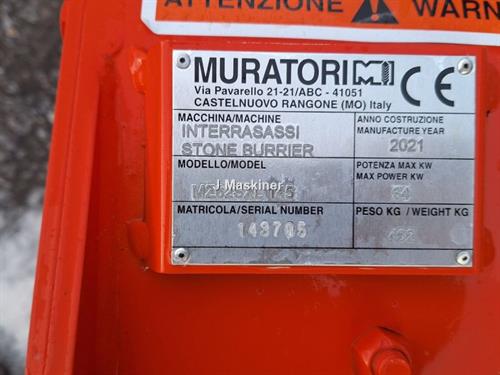 ATTENZIONE WARN
MURATORI M1 CE
Via Pavarello 21-21/ABC - 41051
CASTELNUOVO RANGONE (MO) Italy
MACCHINA/MACHINE
INTERRASASSI
STONE BURRIER
ANNO COSTRUZIONE
MANUFACTURE YEAR
2021
MODELLO/MODEL
J Maskiner
POTENZA MAX KW
MAX POWER KW
MATRICOLA/SERIAL NUMBER
143705
PESO KG / WEIGHT KG